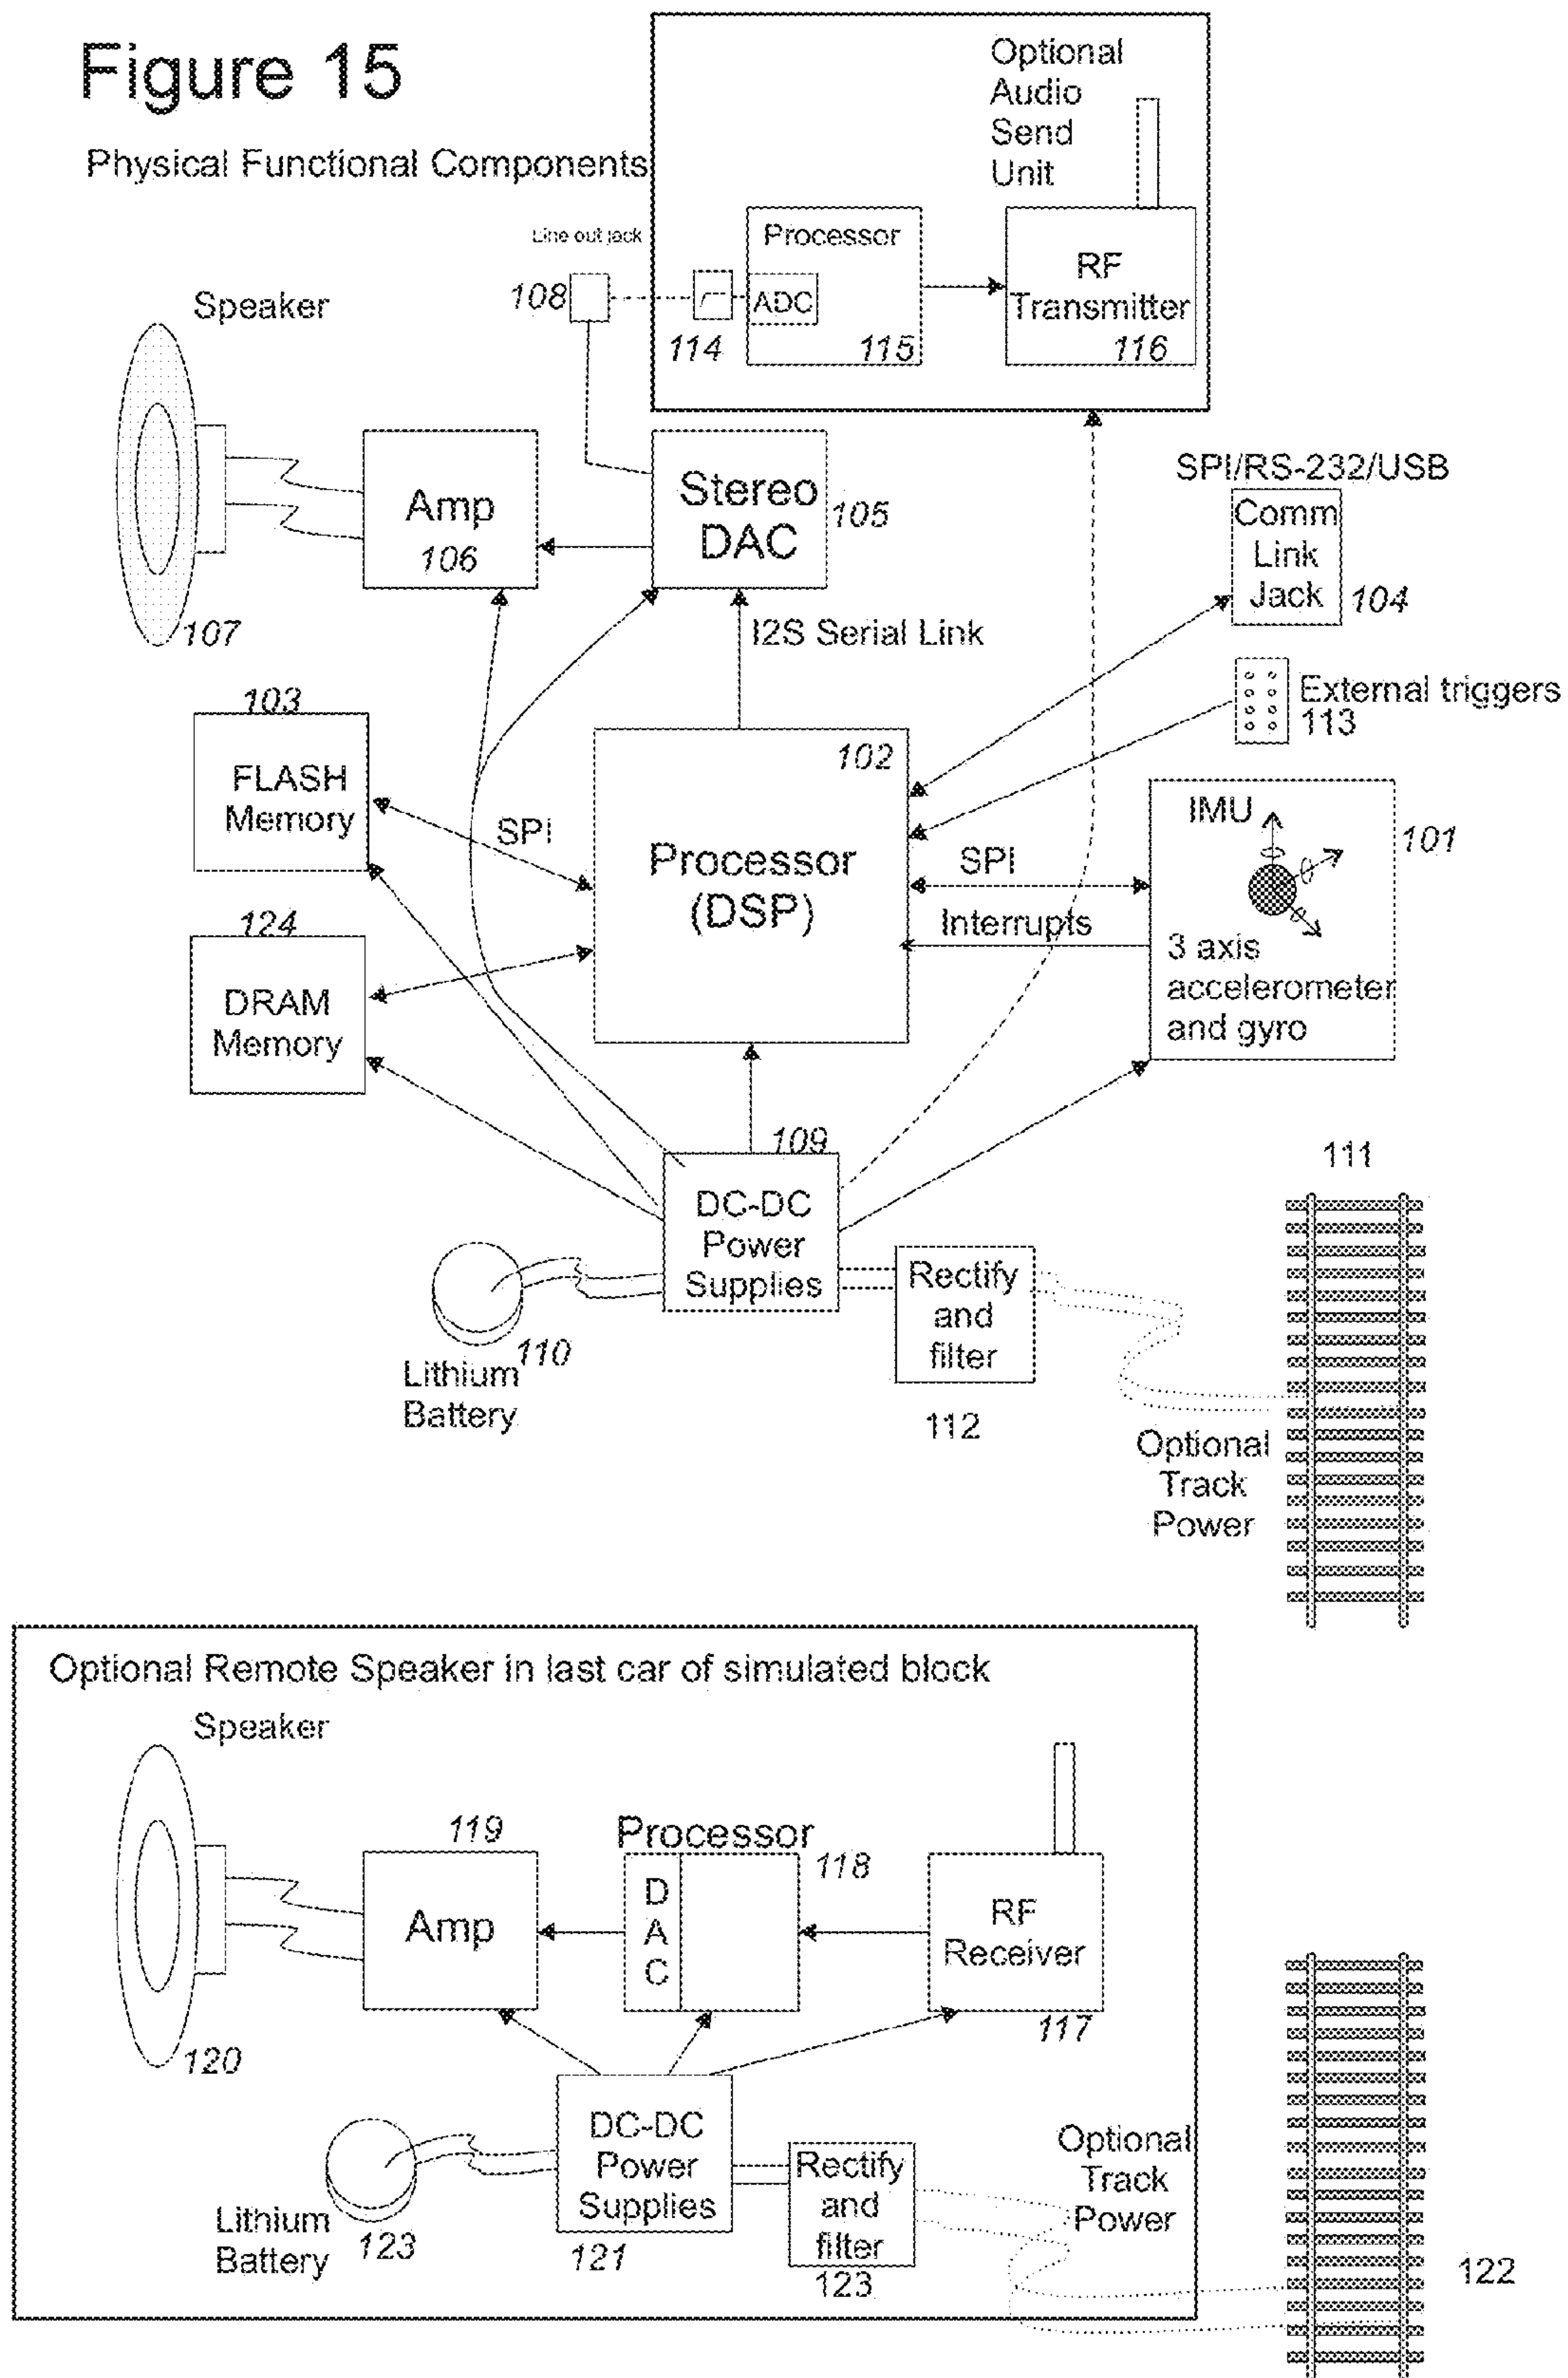 Figure 15
Physical Functional Components
Optional
Audio
Send
Unit
Line out jack
108
114
Processor
ADC
115
RF
Transmitter
116
Speaker
107
Amp
106
Stereo
DAC
105
I2S Serial Link
SPI/RS-232/USB
Comm
Link
Jack
104
External triggers
113
103
FLASH
Memory
SPI
102
Processor
(DSP)
SPI
Interrupts
IMU
101
3 axis
accelerometer
and gyro
124
DRAM
Memory
109
DC-DC
Power
Supplies
110
Lithium
Battery
Rectify
and
filter
112
111
Optional
Track
Power
Optional Remote Speaker in last car of simulated block
Speaker
120
119
Amp
Processor
118
D
A
C
RF
Receiver
117
DC-DC
Power
Supplies
121
Lithium
Battery
123
Rectify
and
filter
123
Optional
Track
Power
122